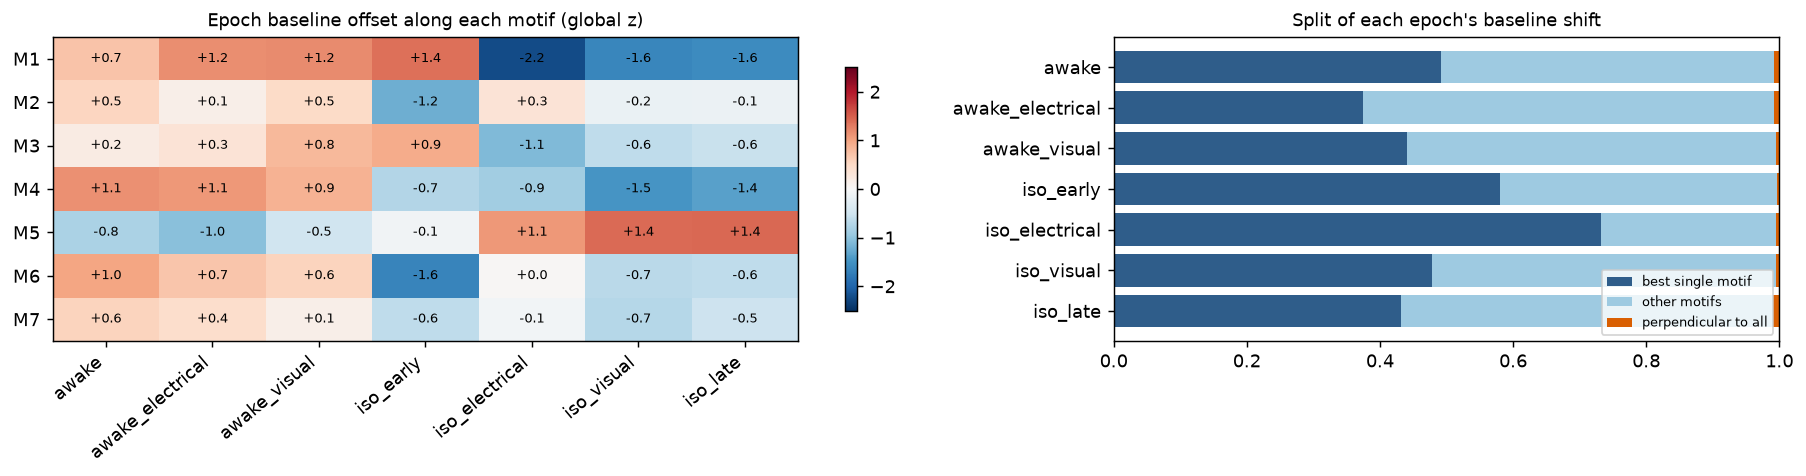 Epoch baseline offset along each motif (global z)
M1 +0.7 +1.2 +1.2 +1.4 -2.2 -1.6 -1.6
M2 +0.5 +0.1 +0.5 -1.2 +0.3 -0.2 -0.1
M3 +0.2 +0.3 +0.8 +0.9 -1.1 -0.6 -0.6
M4 +1.1 +1.1 +0.9 -0.7 -0.9 -1.5 -1.4
M5 -0.8 -1.0 -0.5 -0.1 +1.1 +1.4 +1.4
M6 +1.0 +0.7 +0.6 -1.6 +0.0 -0.7 -0.6
M7 +0.6 +0.4 +0.1 -0.6 -0.1 -0.7 -0.5
awake
awake_electrical
awake_visual
iso_early
iso_electrical
iso_visual
iso_late
2
1
0
−1
−2
Split of each epoch's baseline shift
awake
awake_electrical
awake_visual
iso_early
iso_electrical
iso_visual
iso_late
best single motif
other motifs
perpendicular to all
0.0 0.2 0.4 0.6 0.8 1.0